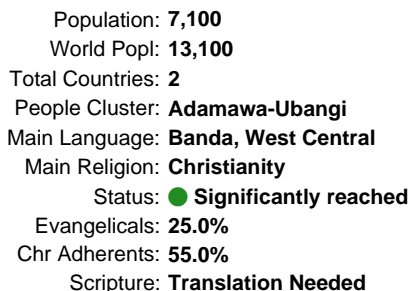 Population: 7,100
World Popl: 13,100
Total Countries: 2
People Cluster: Adamawa-Ubangi
Main Language: Banda, West Central
Main Religion: Christianity
Status: Significantly reached
Evangelicals: 25.0%
Chr Adherents: 55.0%
Scripture: Translation Needed